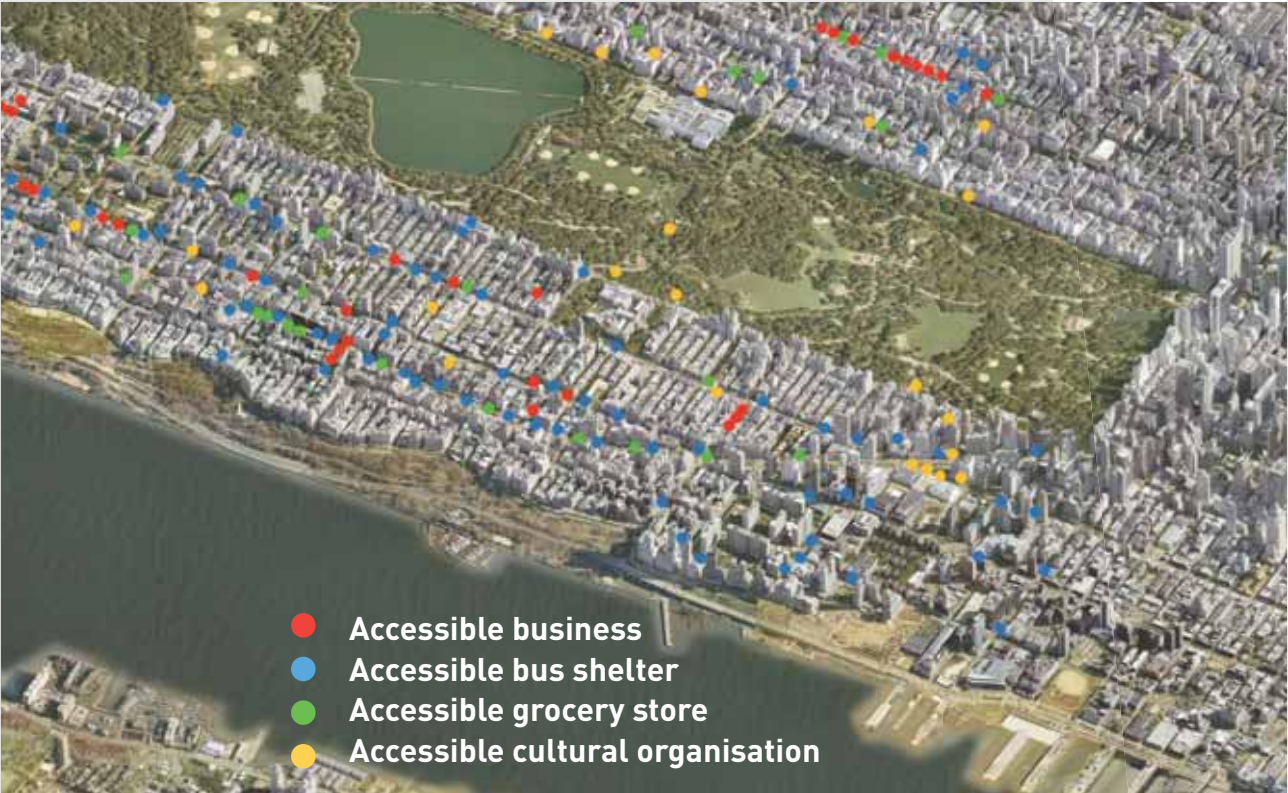 Accessible business
Accessible bus shelter
Accessible grocery store
Accessible cultural organisation